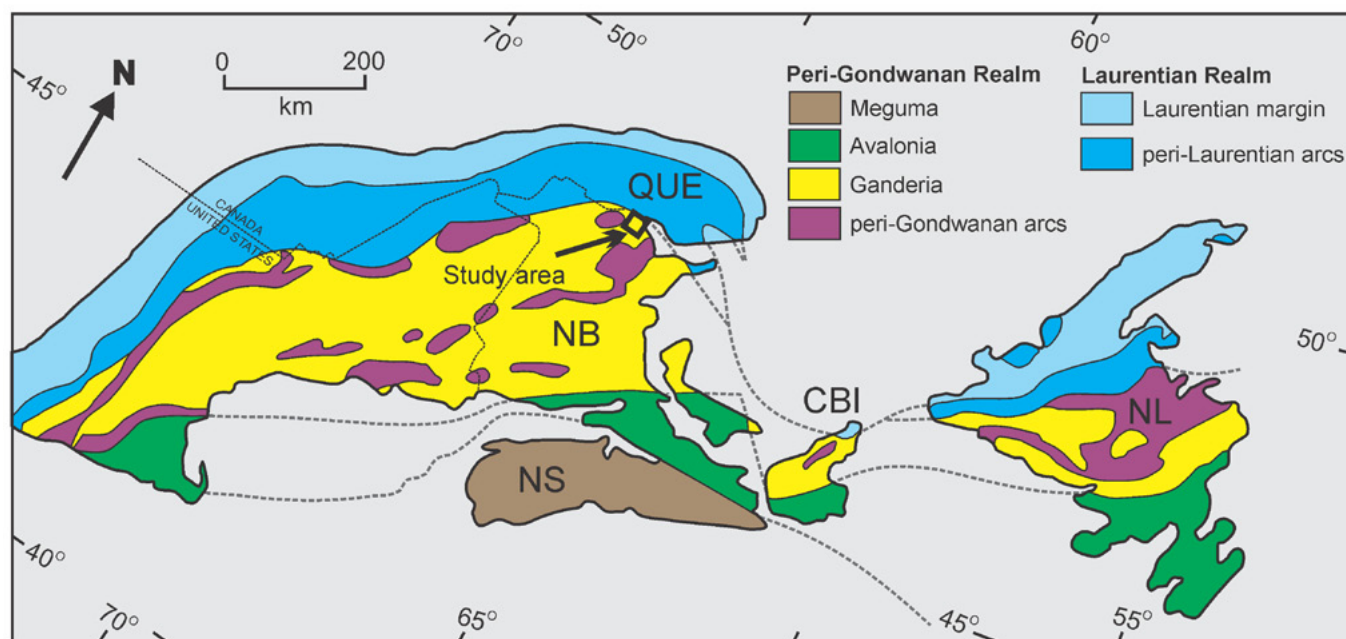 70°
50°
60°
45°
N
0 200
km
Peri-Gondwanan Realm
Meguma
Avalonia
Ganderia
peri-Gondwanan arcs
Laurentian Realm
Laurentian margin
peri-Laurentian arcs
CANADA
UNITED STATES
QUE
Study area
NB
NS
CBI
NL
50°
40°
70°
65°
45°
55°